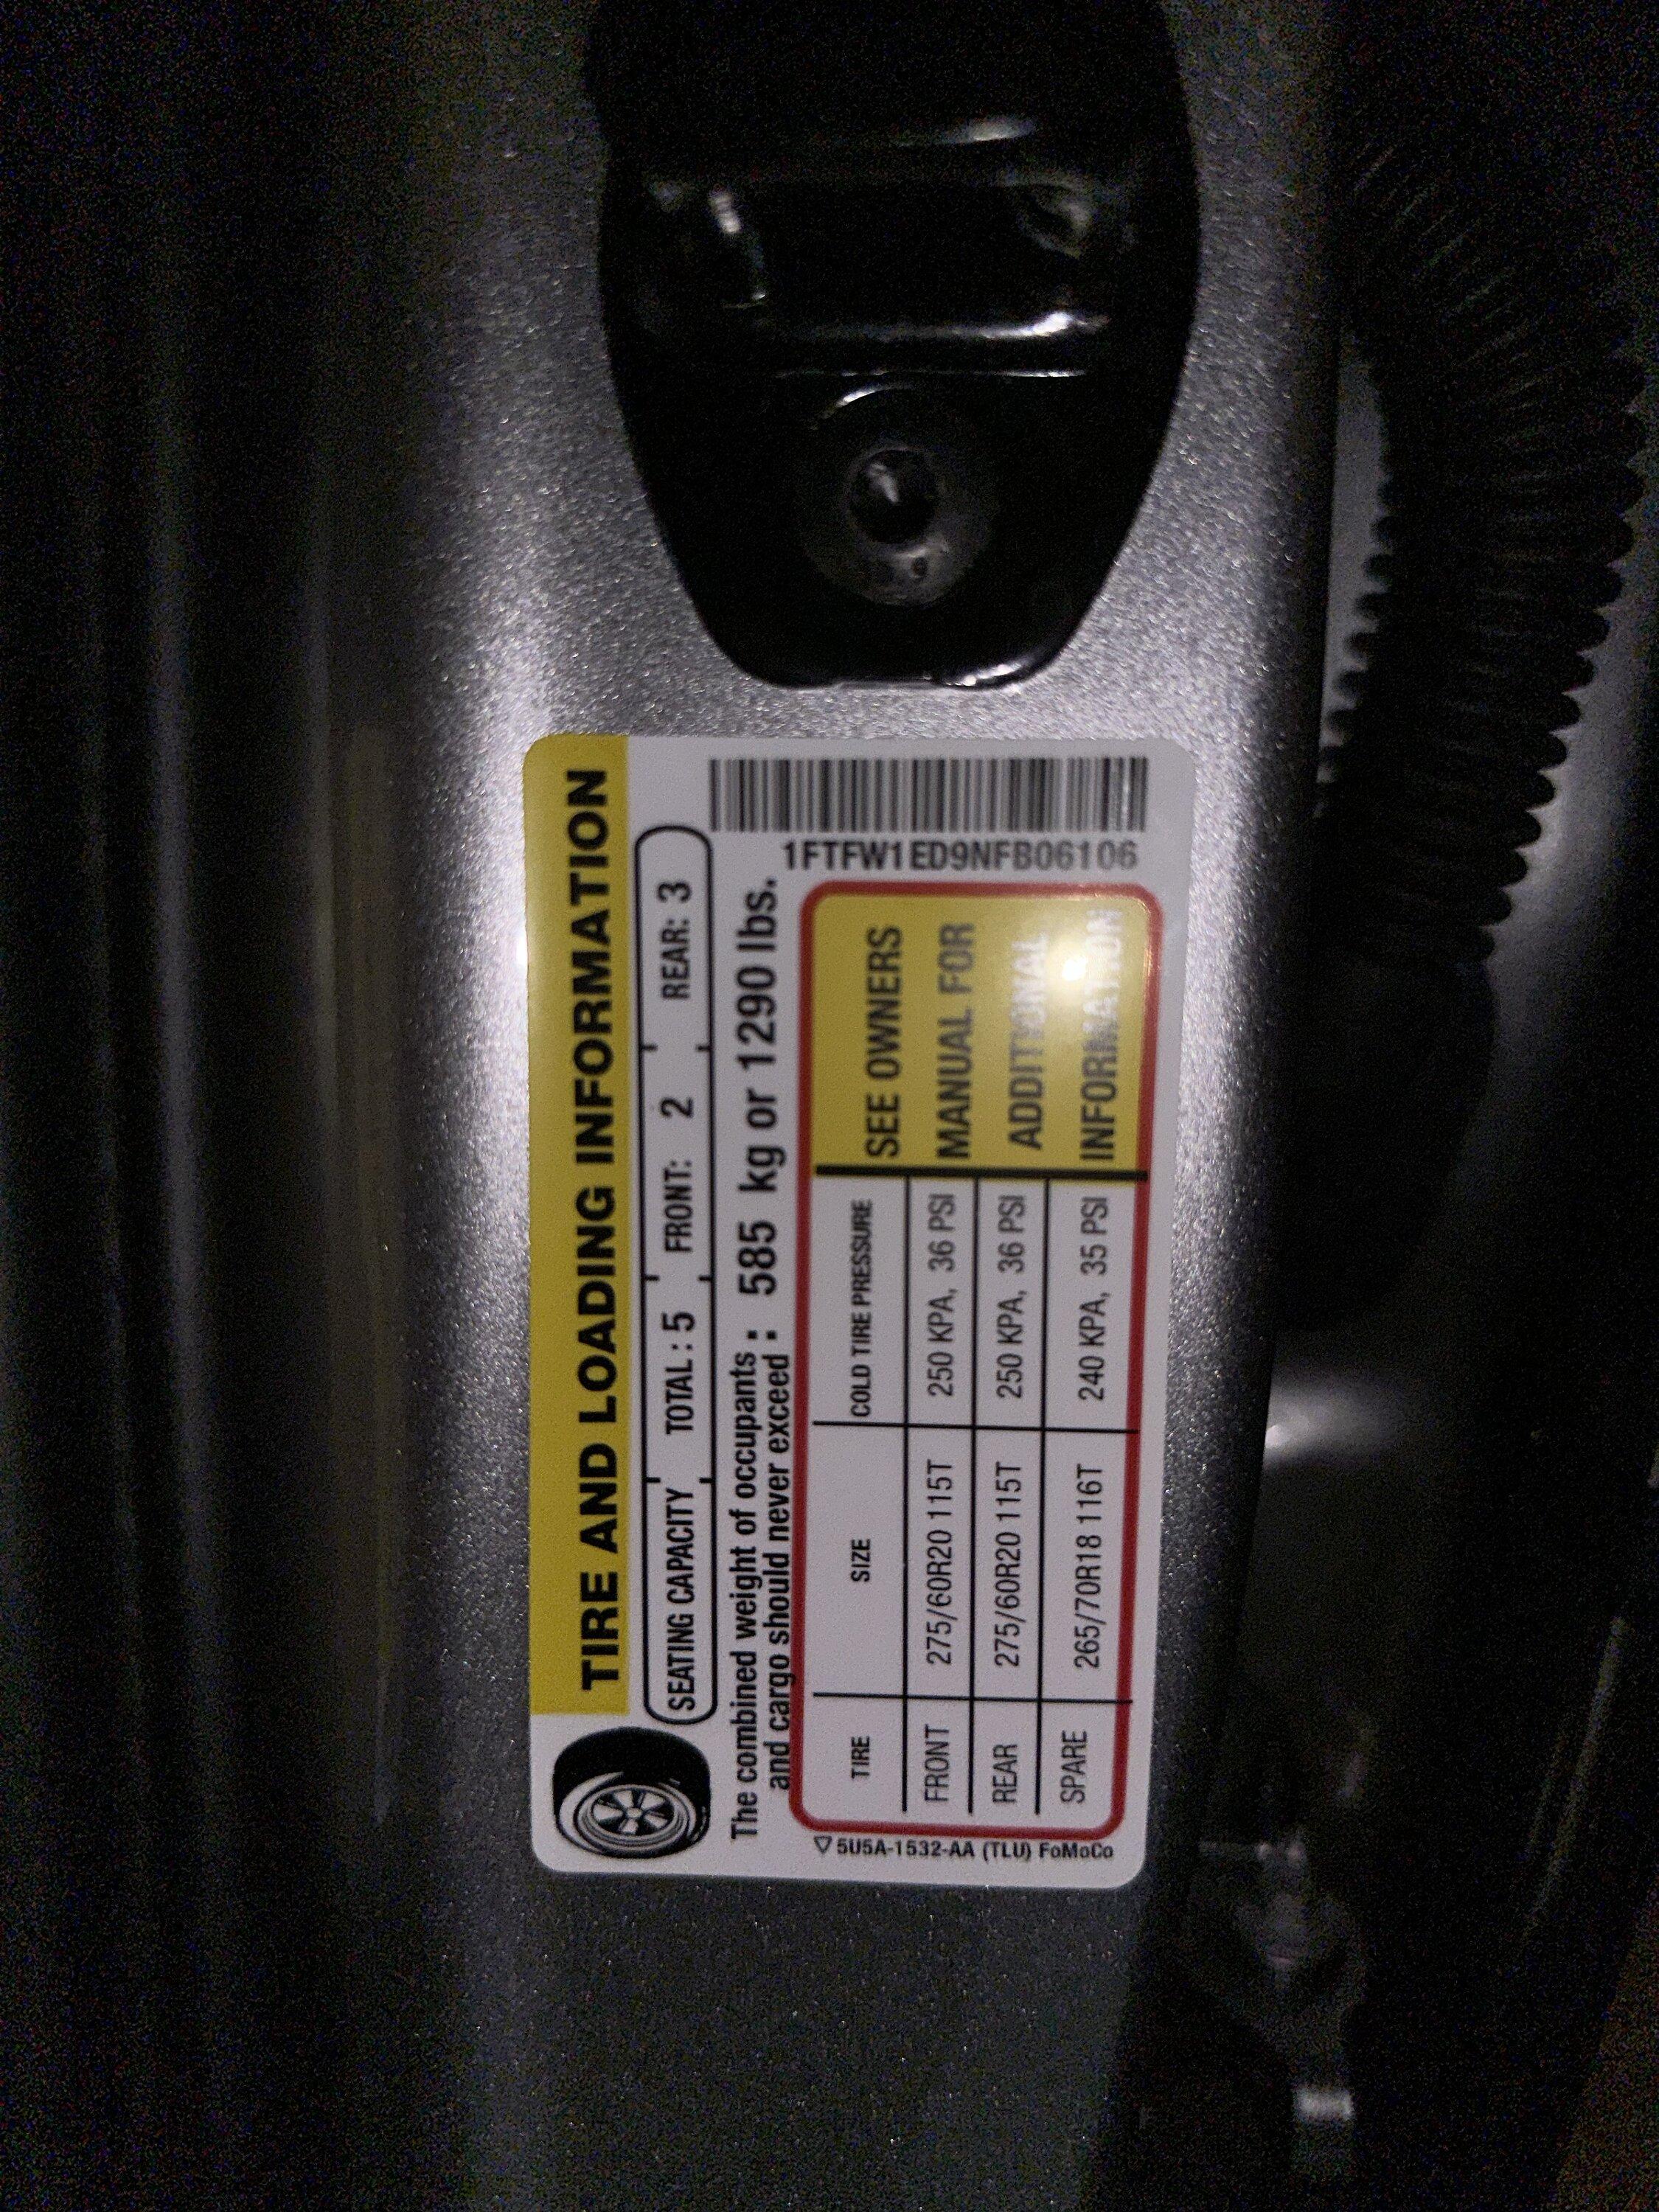 TIRE AND LOADING INFORMATION
SEATING CAPACITY TOTAL : 5 FRONT: 2 REAR: 3
The combined weight of occupants : 585 kg or 1290 lbs.
and cargo should never exceed :
1FTFW1ED9NFB06106
TIRE SIZE COLD TIRE PRESSURE
FRONT 275/60R20 115T 250 KPA, 36 PSI
REAR 275/60R20 115T 250 KPA, 36 PSI
SPARE 265/70R18 116T 240 KPA, 35 PSI
SEE OWNERS
MANUAL FOR
ADDITIONAL
INFORMATION
5U5A-1532-AA (TLU) FoMoCo